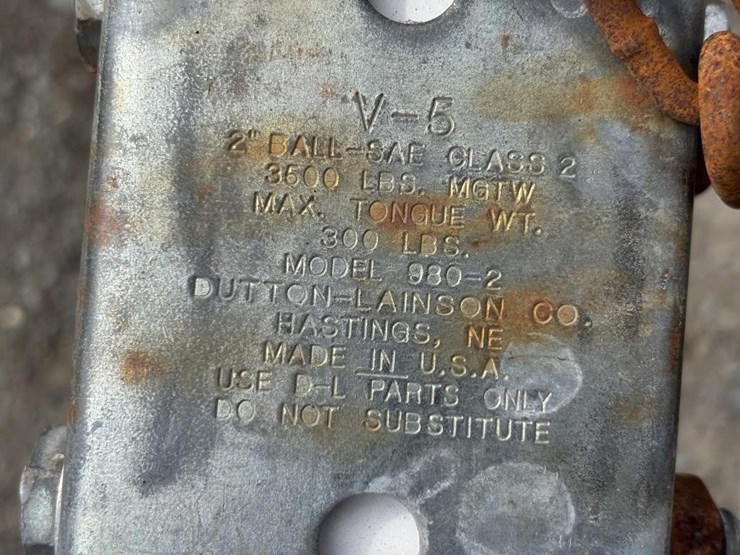 V-5
2" BALL-SAE CLASS 2
3500 LBS. MGTW
MAX. TONGUE WT.
300 LBS.
MODEL 980-2
DUTTON-LAINSON CO.
HASTINGS, NE
MADE IN U.S.A.
USE D-L PARTS ONLY
DO NOT SUBSTITUTE